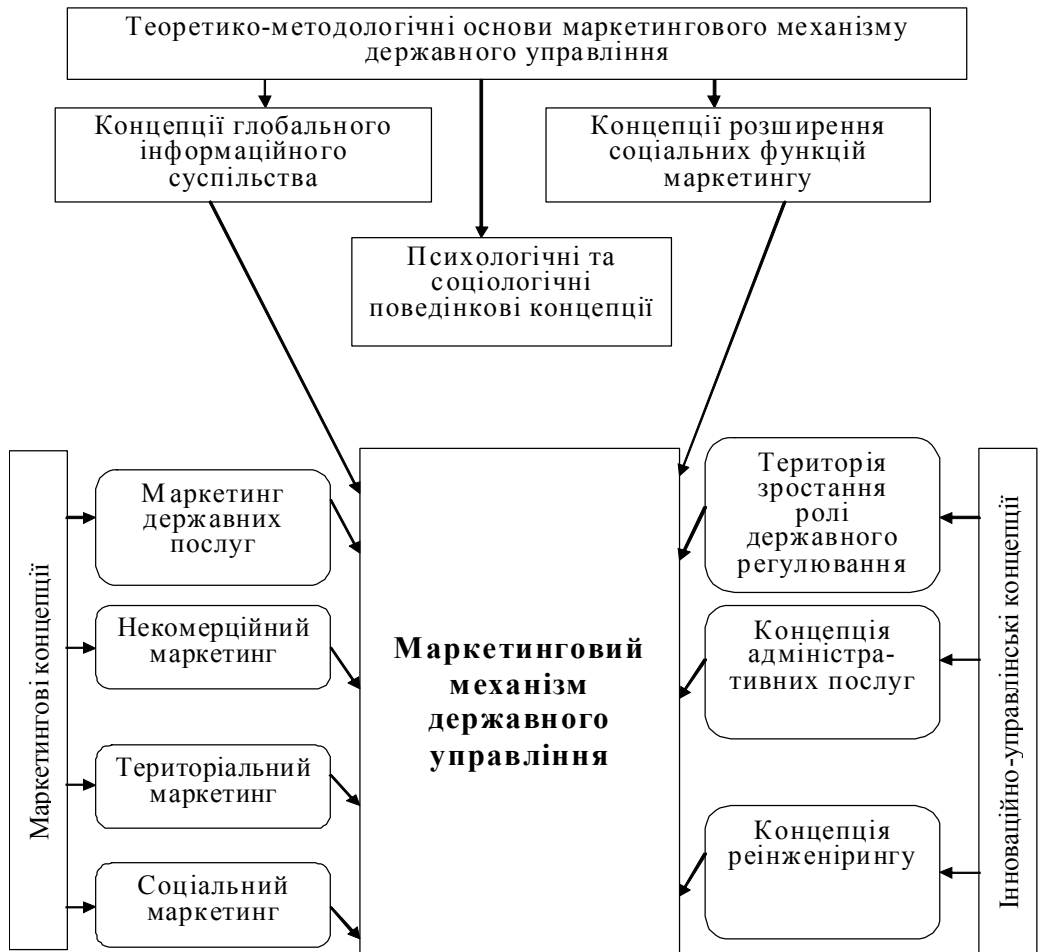 Теоретико-методологічні основи маркетингового механізму
державного управління
Концепції глобального
інформаційного
суспільства
Концепції розширення
соціальних функцій
маркетингу
Психологічні та
соціологічні
поведінкові концепції
Маркетингові концепції
Маркетинг
державних
послуг
Некомерційний
маркетинг
Територіальний
маркетинг
Соціальний
маркетинг
Маркетинговий
механізм
державного
управління
Територія
зростання
ролі
державного
регулювання
Концепція
адміністра-
тивних послуг
Концепція
реінженірингу
Інноваційно-управлінські концепції